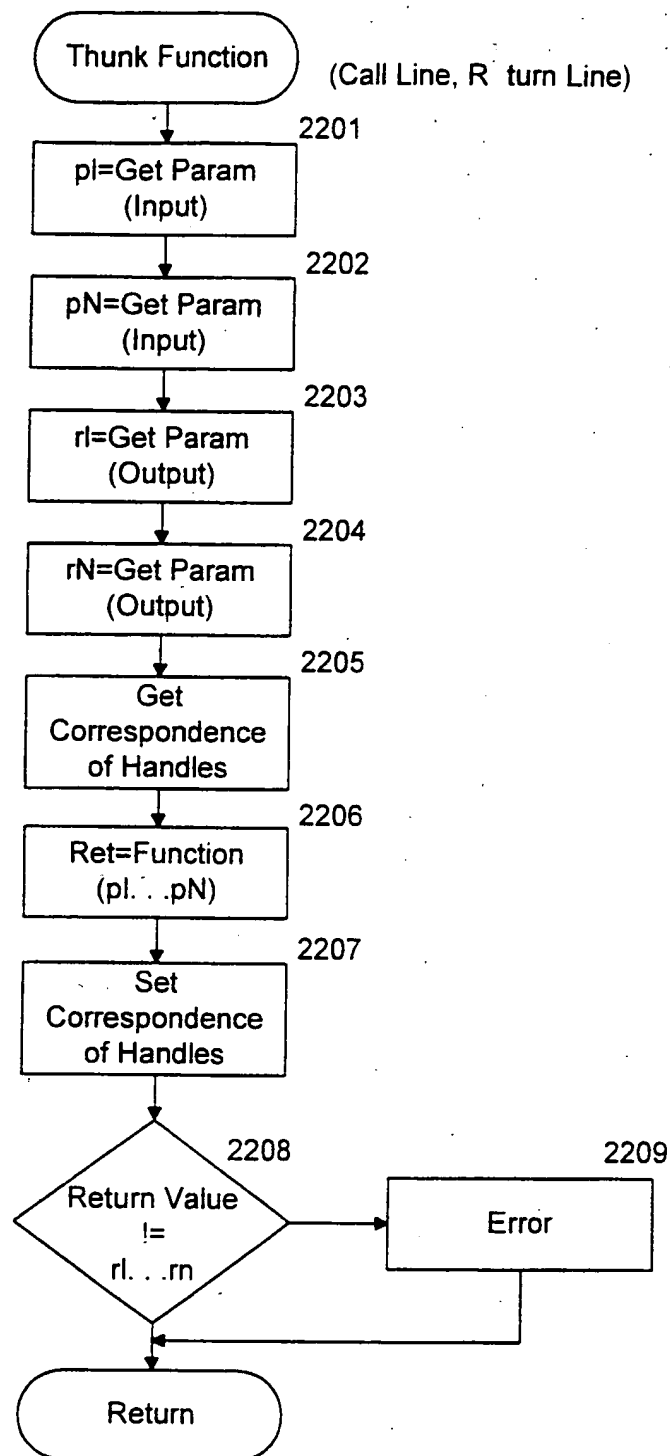 Thunk Function
(Call Line, R turn Line)
2201
pl=Get Param
(Input)
2202
pN=Get Param
(Input)
2203
rl=Get Param
(Output)
2204
rN=Get Param
(Output)
2205
Get
Correspondence
of Handles
2206
Ret=Function
(pl. . .pN)
2207
Set
Correspondence
of Handles
2208
Return Value
!=
rl. . .rn
2209
Error
Return